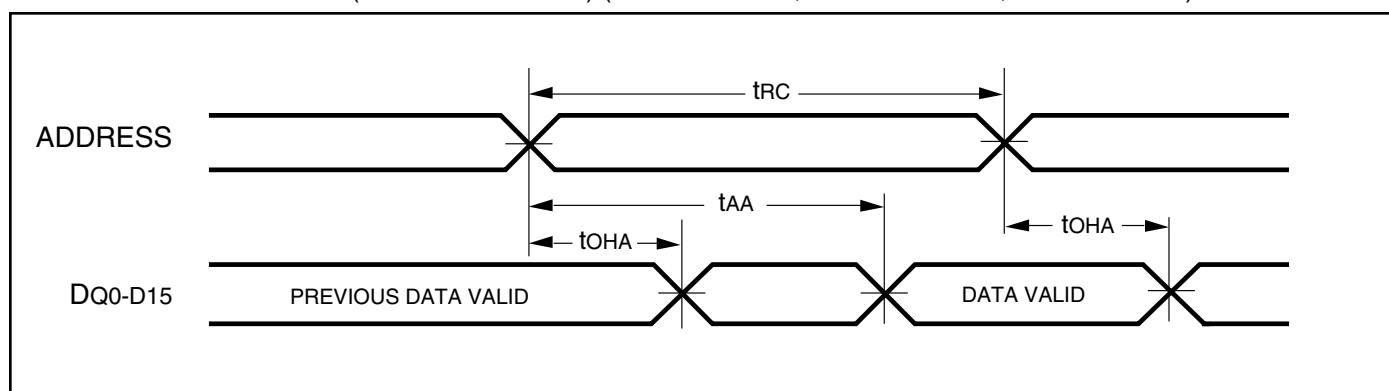 tRC
ADDRESS
tAA
tOHA
tOHA
DQ0-D15
PREVIOUS DATA VALID
DATA VALID